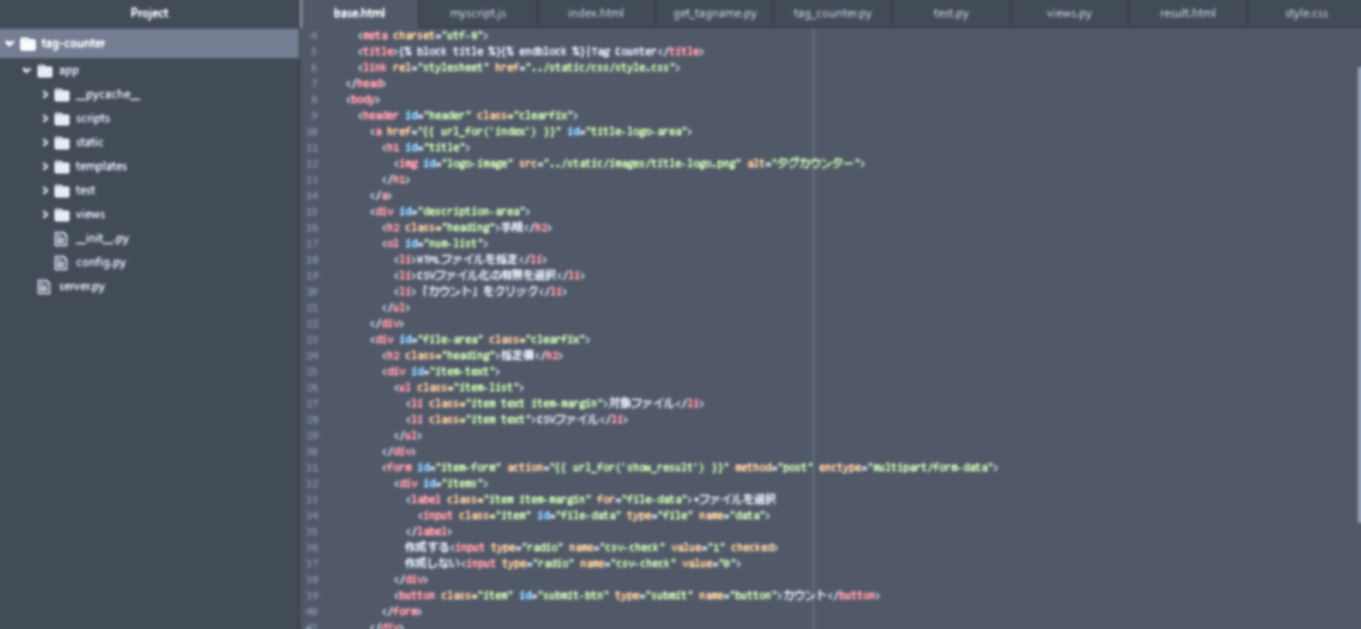 Project
base.html myscript.js index.html get_tagname.py tag_counter.py test.py views.py result.html style.css
tag-counter
app
__pycache__
scripts
static
templates
test
views
__init__.py
config.py
server.py
4 <meta charset="utf-8">
5 <title>{% block title %}{% endblock %}|Tag Counter</title>
6 <link rel="stylesheet" href="../static/css/style.css">
7 </head>
8 <body>
9 <header id="header" class="clearfix">
10 <a href="{{ url_for('index') }}" id="title-logo-area">
11 <h1 id="title">
12 <img id="logo-image" src="../static/images/title-logo.png" alt="タグカウンター">
13 </h1>
14 </a>
15 <div id="description-area">
16 <h2 class="heading">手順</h2>
17 <ol id="num-list">
18 <li>HTMLファイルを指定</li>
19 <li>CSVファイル化の有無を選択</li>
20 <li>「カウント」をクリック</li>
21 </ul>
22 </div>
23 <div id="file-area" class="clearfix">
24 <h2 class="heading">指定欄</h2>
25 <div id="item-text">
26 <ul class="item-list">
27 <li class="item text item-margin">対象ファイル</li>
28 <li class="item text">CSVファイル</li>
29 </ul>
30 </div>
31 <form id="item-form" action="{{ url_for('show_result') }}" method="post" enctype="multipart/form-data">
32 <div id="items">
33 <label class="item item-margin" for="file-data">+ファイルを選択
34 <input class="item" id="file-data" type="file" name="data">
35 </label>
36 作成する<input type="radio" name="csv-check" value="1" checked>
37 作成しない<input type="radio" name="csv-check" value="0">
38 </div>
39 <button class="item" id="submit-btn" type="submit" name="button">カウント</button>
40 </form>
</div>